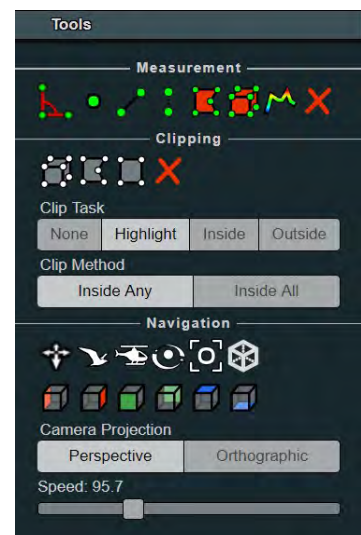 Tools
Measurement
Clipping
Clip Task
None Highlight Inside Outside
Clip Method
Inside Any Inside All
Navigation
Camera Projection
Perspective Orthographic
Speed: 95.7